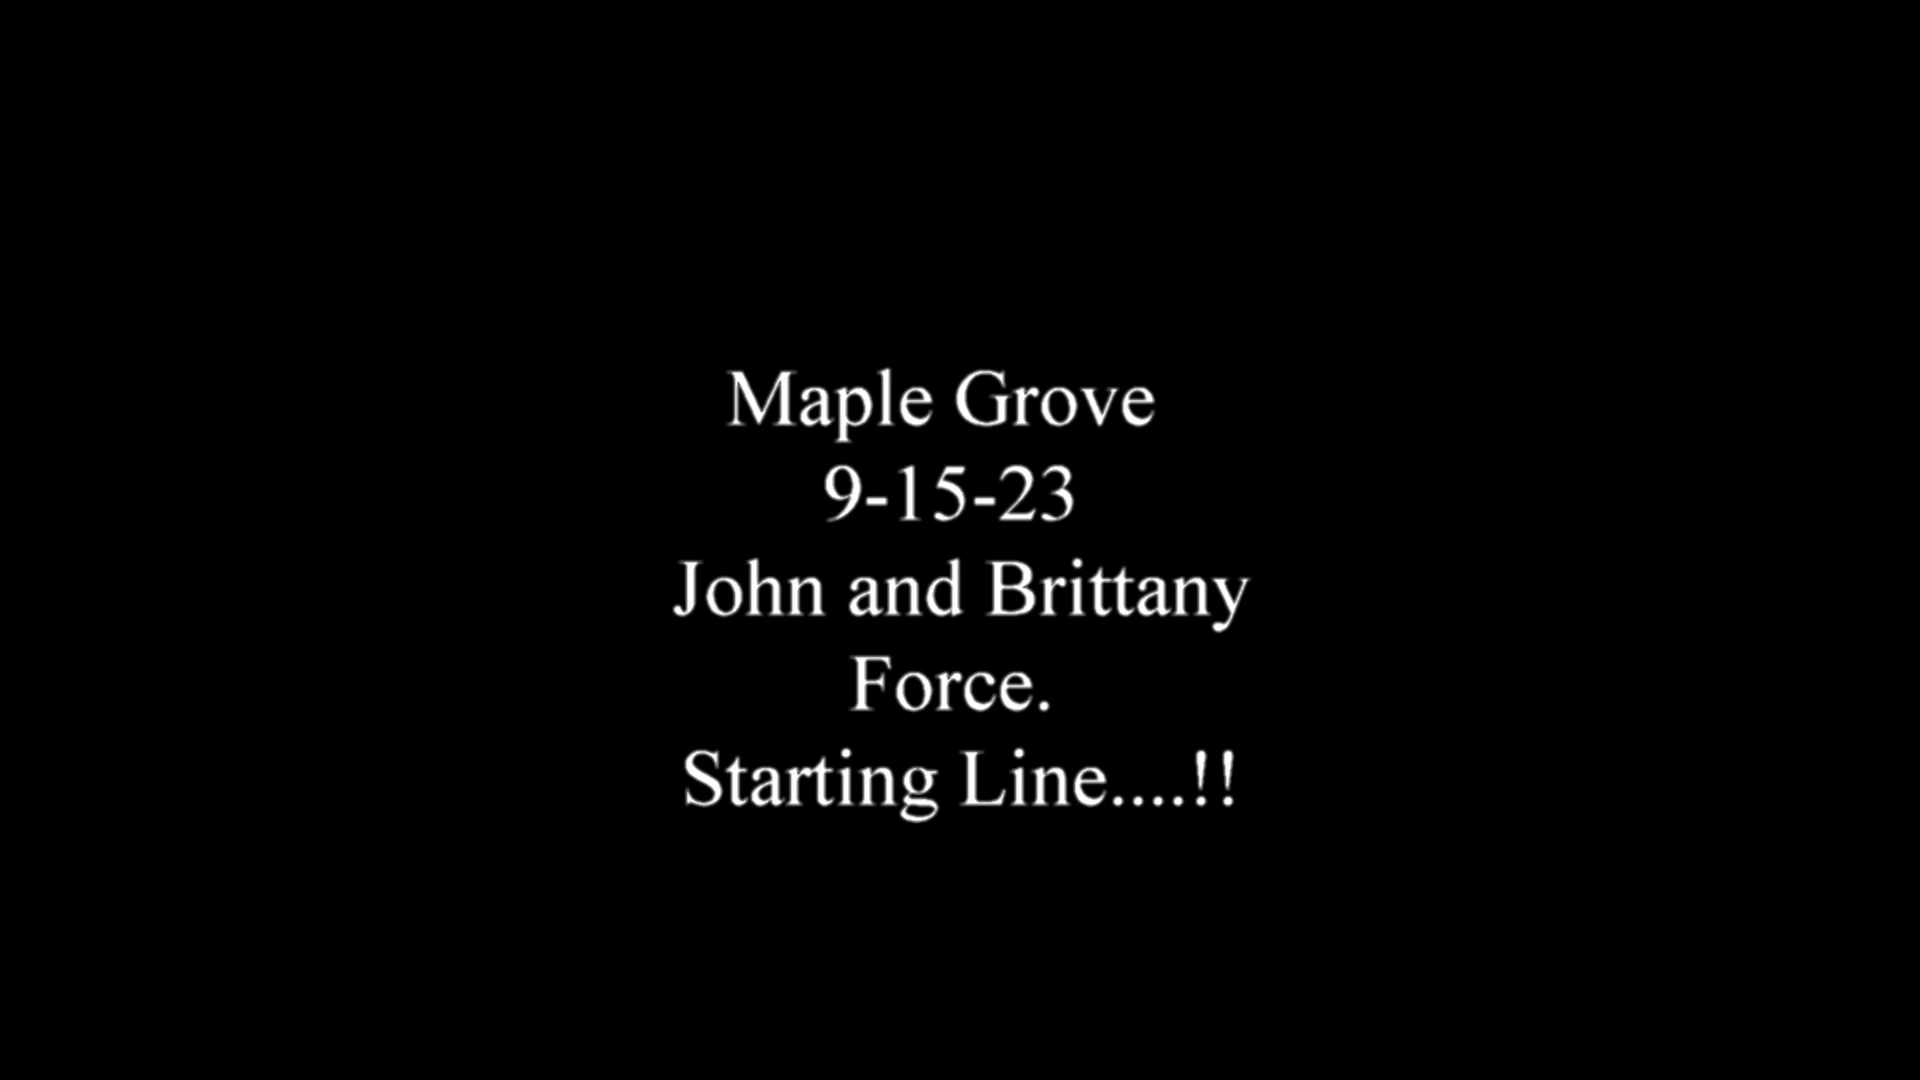 Maple Grove
9-15-23
John and Brittany
Force.
Starting Line....!!